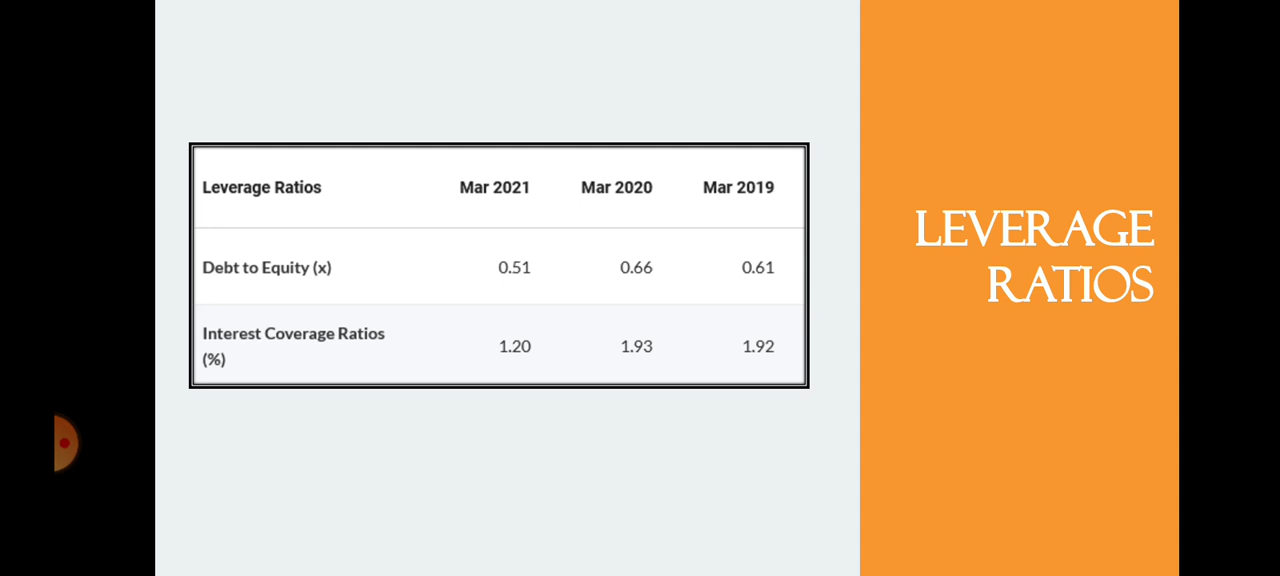 Leverage Ratios Mar 2021 Mar 2020 Mar 2019
Debt to Equity (x) 0.51 0.66 0.61
Interest Coverage Ratios
(%) 1.20 1.93 1.92
LEVERAGE
RATIOS